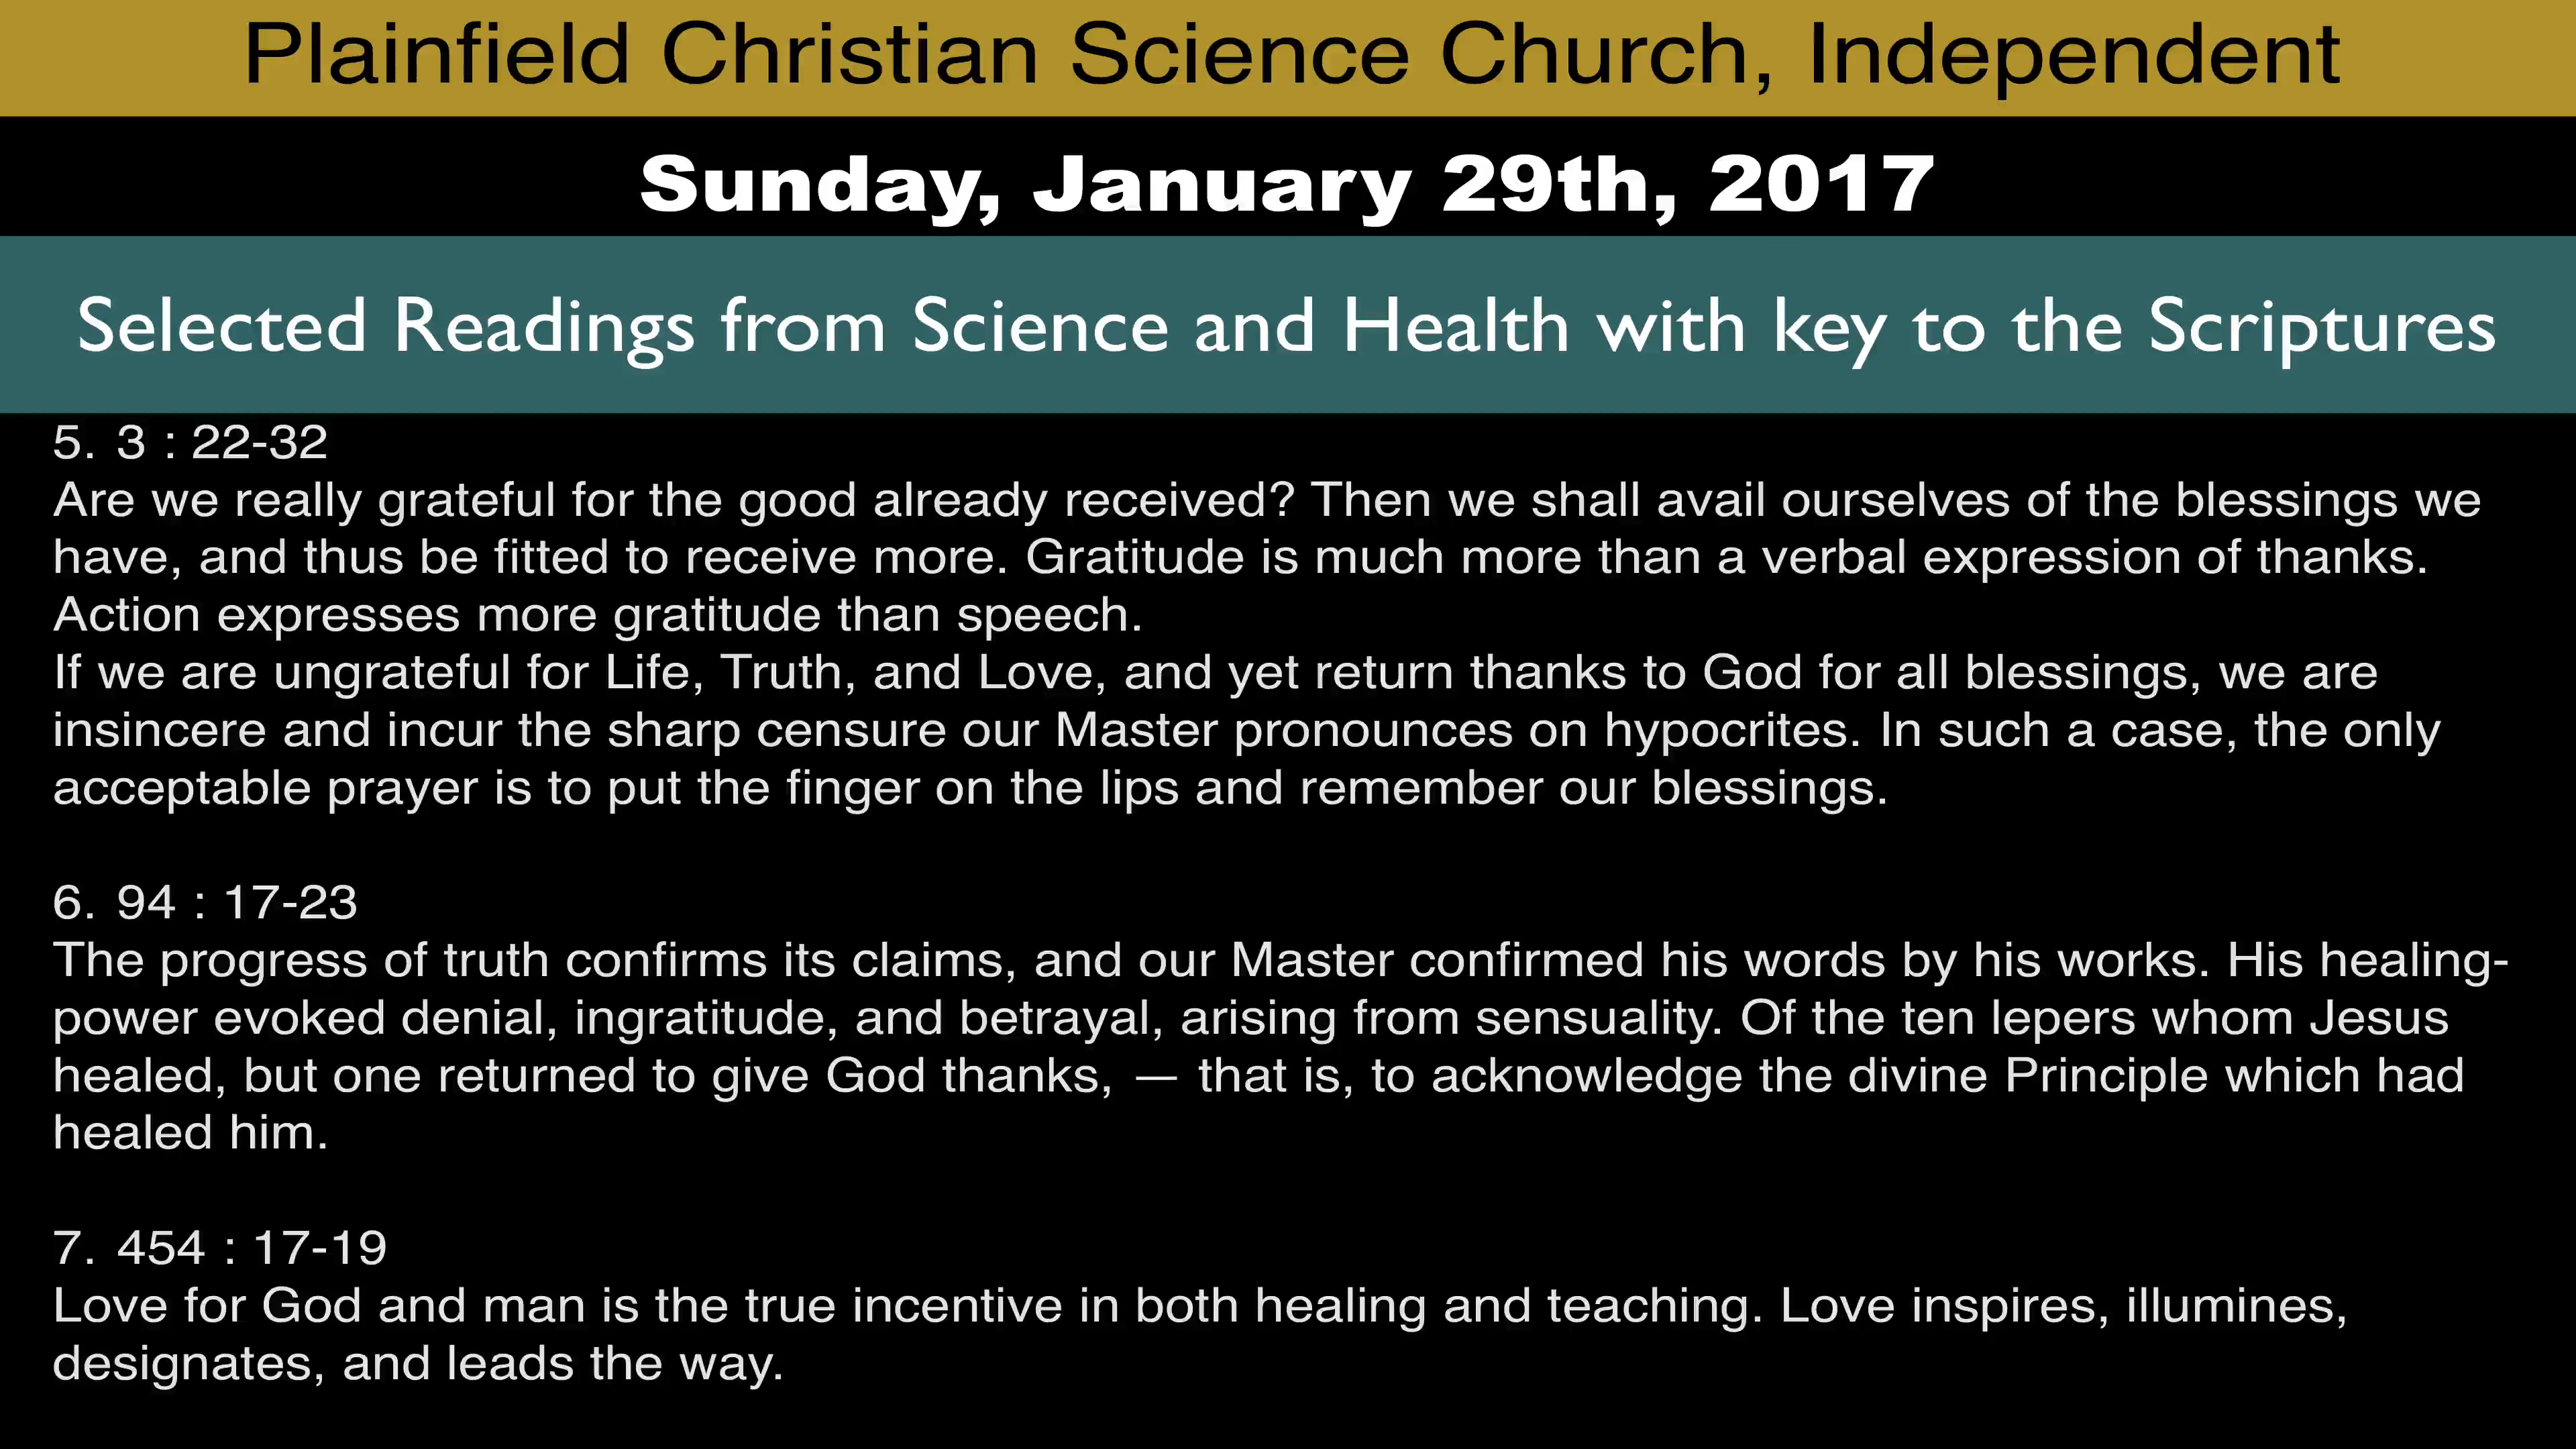 Plainfield Christian Science Church, Independent
Sunday, January 29th, 2017
Selected Readings from Science and Health with key to the Scriptures
5. 3 : 22-32
Are we really grateful for the good already received? Then we shall avail ourselves of the blessings we
have, and thus be fitted to receive more. Gratitude is much more than a verbal expression of thanks.
Action expresses more gratitude than speech.
If we are ungrateful for Life, Truth, and Love, and yet return thanks to God for all blessings, we are
insincere and incur the sharp censure our Master pronounces on hypocrites. In such a case, the only
acceptable prayer is to put the finger on the lips and remember our blessings.
6. 94 : 17-23
The progress of truth confirms its claims, and our Master confirmed his words by his works. His healing-
power evoked denial, ingratitude, and betrayal, arising from sensuality. Of the ten lepers whom Jesus
healed, but one returned to give God thanks, — that is, to acknowledge the divine Principle which had
healed him.
7. 454 : 17-19
Love for God and man is the true incentive in both healing and teaching. Love inspires, illumines,
designates, and leads the way.